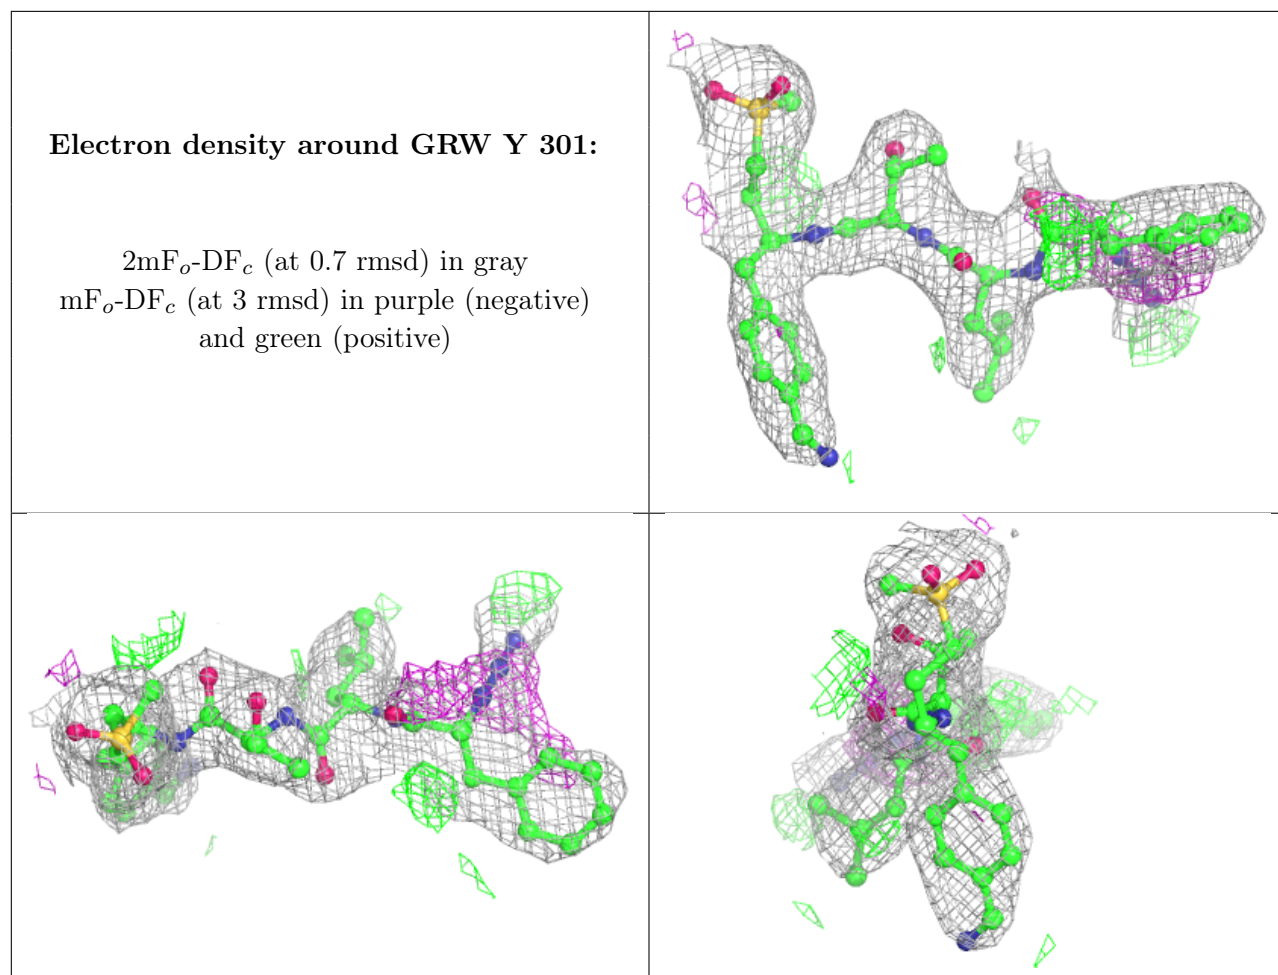 Electron density around GRW Y 301:
2mFo-DFc (at 0.7 rmsd) in gray
mFo-DFc (at 3 rmsd) in purple (negative)
and green (positive)